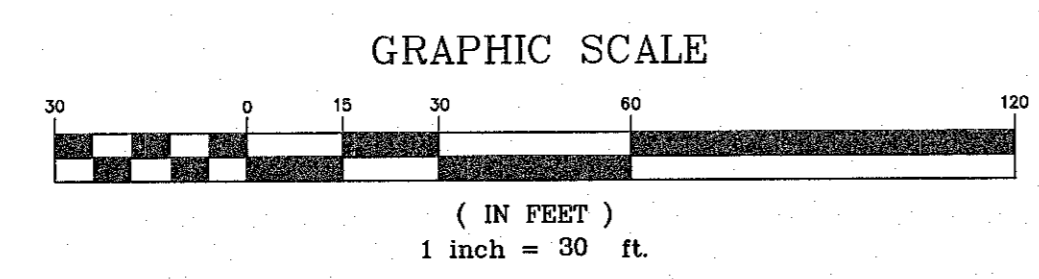 GRAPHIC SCALE
30 0 15 30 60 120
( IN FEET )
1 inch = 30 ft.